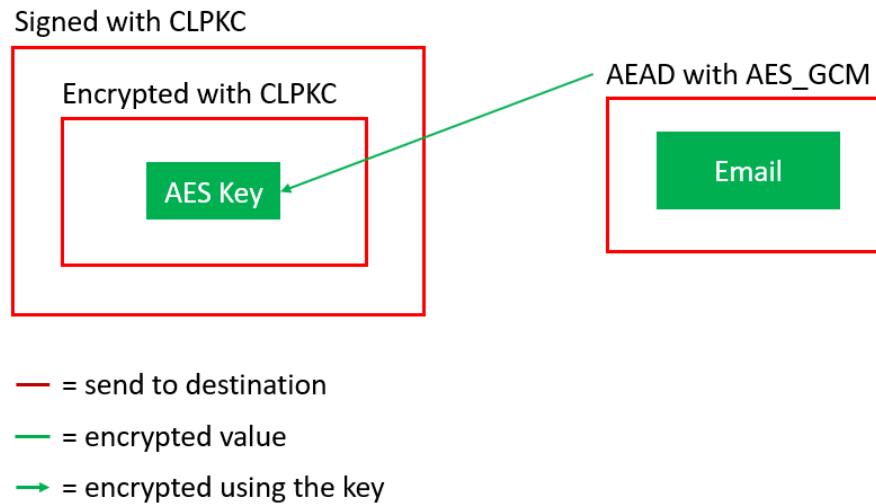 Signed with CLPKC
Encrypted with CLPKC
AES Key
AEAD with AES_GCM
Email
= send to destination
= encrypted value
= encrypted using the key